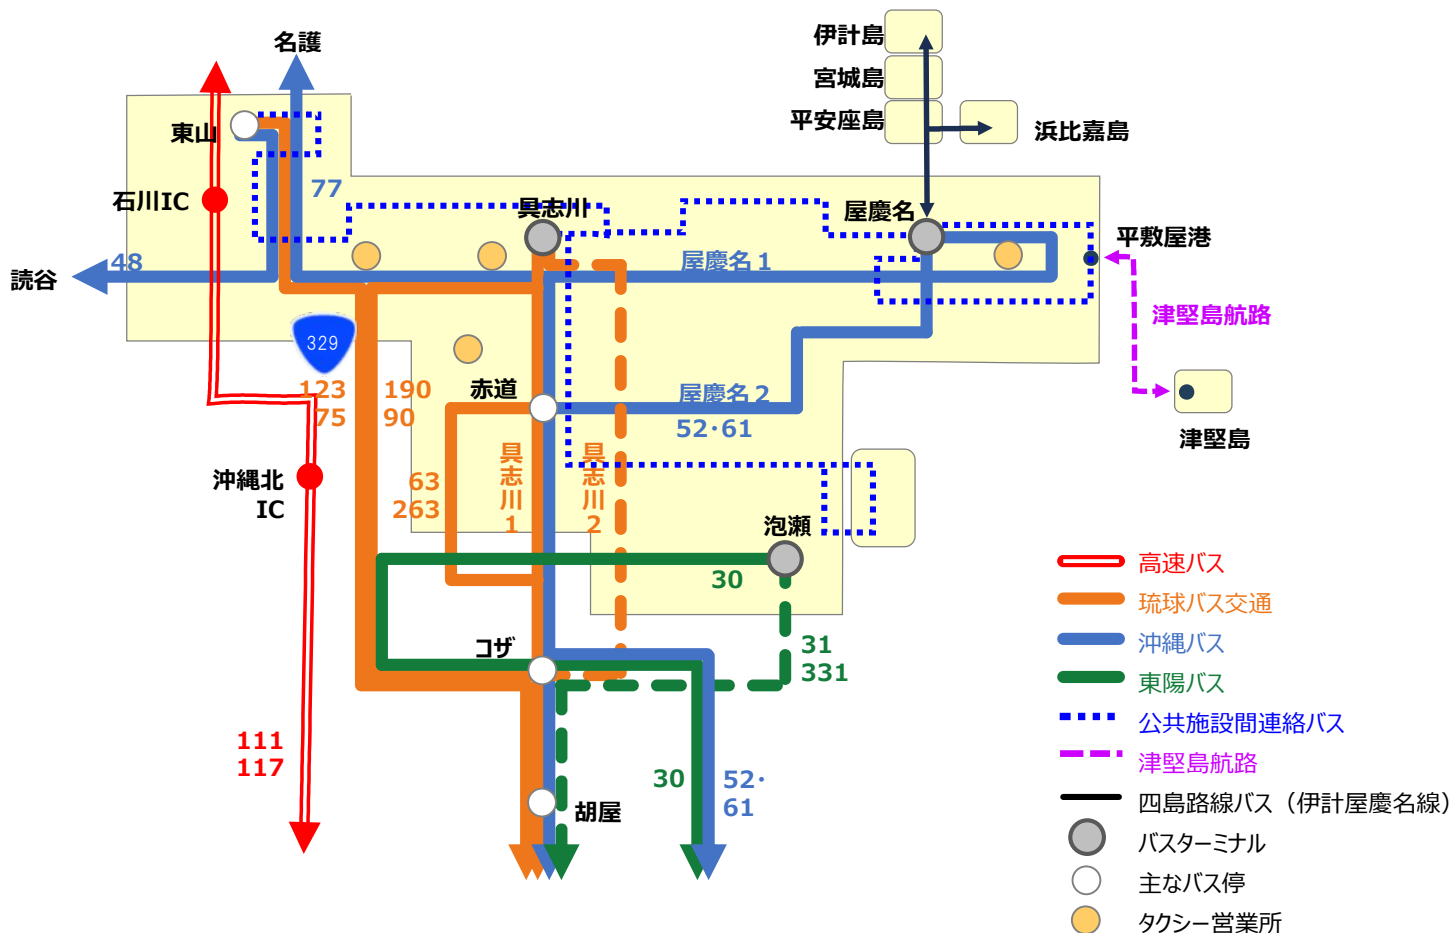 伊計島
名護
宮城島
平安座島
浜比嘉島
東山
77
石川IC
具志川
屋慶名
平敷屋港
48
屋慶名1
読谷
津堅島航路
329
赤道
屋慶名2
123
75
190
90
52･61
津堅島
具志川1
具志川2
63
263
沖縄北
IC
泡瀬
30
高速バス
琉球バス交通
コザ
31
331
沖縄バス
東陽バス
公共施設間連絡バス
111
117
津堅島航路
30
52･
61
四島路線バス（伊計屋慶名線）
胡屋
バスターミナル
主なバス停
タクシー営業所